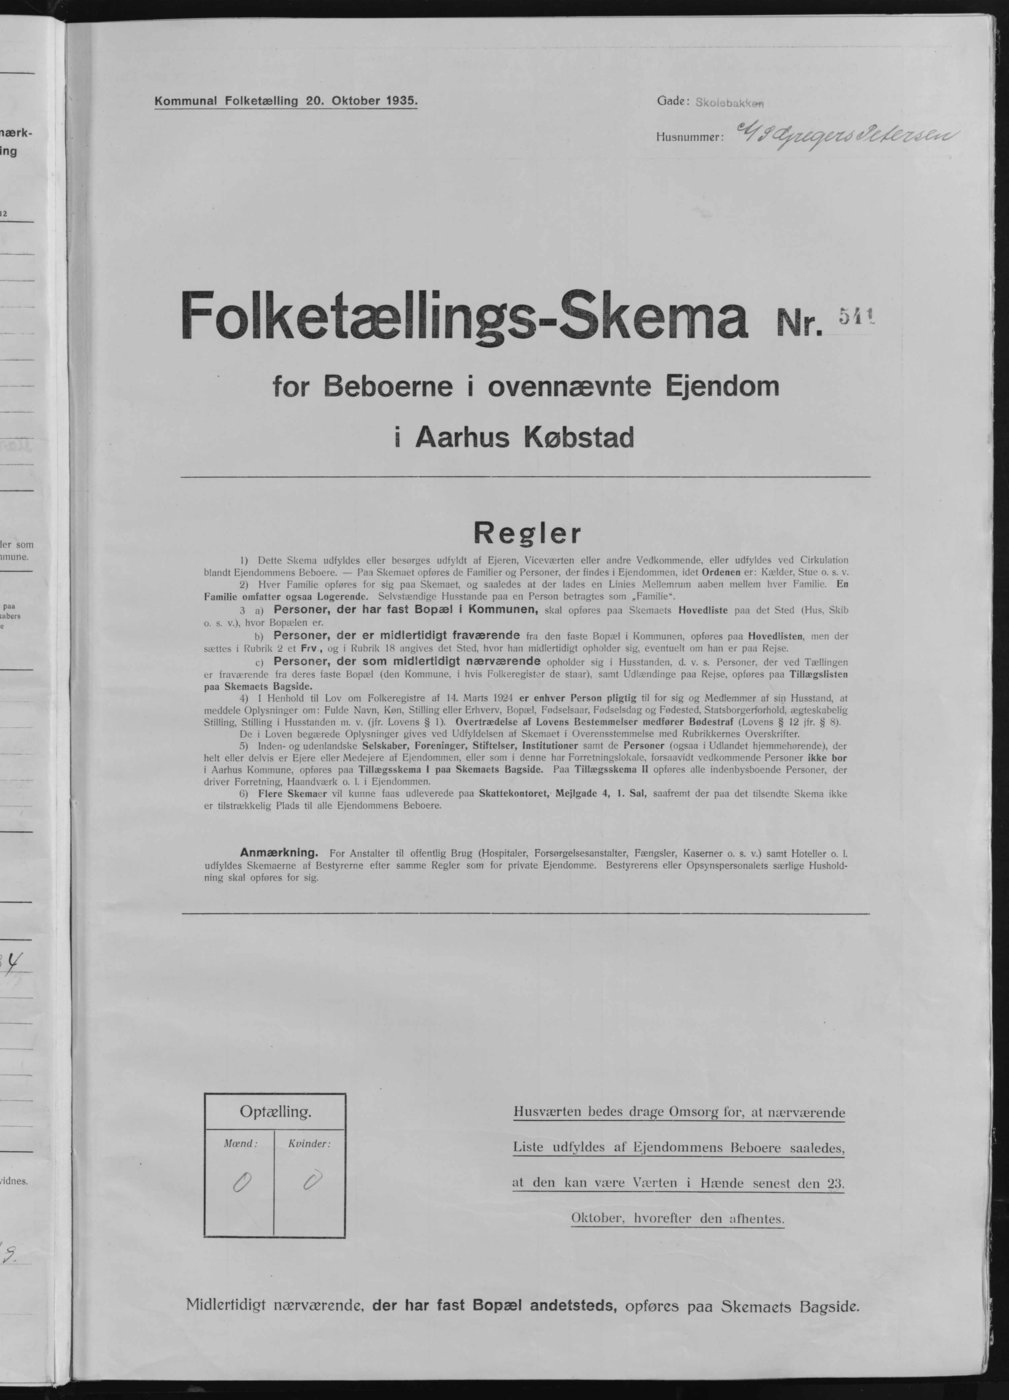 Kommunal Folketælling 20. Oktober 1935.
Gade: Skolebakken
Husnummer: Gregers Petersen
Folketællings-Skema Nr. 541
for Beboerne i ovennævnte Ejendom
i Aarhus Købstad
Regler
1) Dette Skema udfyldes eller besørges udfyldt af Ejeren, Viceværten eller andre Vedkommende, eller udfyldes ved Cirkulation
blandt Ejendommens Beboere. — Paa Skemaet opføres de Familier og Personer, der findes i Ejendommen, idet Ordenen er: Kælder, Stue o. s. v.
2) Hver Familie opføres for sig paa Skemaet, og saaledes at der lades en Linies Mellemrum aaben mellem hver Familie. En
Familie omfatter ogsaa Logerende. Selvstændige Husstande paa en Person betragtes som „Familie“.
3 a) Personer, der har fast Bopæl i Kommunen, skal opføres paa Skemaets Hovedliste paa det Sted (Hus, Skib
o. s. v.), hvor Bopælen er.
b) Personer, der er midlertidigt fraværende fra den faste Bopæl i Kommunen, opføres paa Hovedlisten, men der
sættes i Rubrik 2 et Frv., og i Rubrik 18 angives det Sted, hvor han midlertidigt opholder sig, eventuelt om han er paa Rejse.
c) Personer, der som midlertidigt nærværende opholder sig i Husstanden, d. v. s. Personer, der ved Tællingen
er fraværende fra deres faste Bopæl (den Kommune, i hvis Folkeregister de staar), samt Udlændinge paa Rejse, opføres paa Tillægslisten
paa Skemaets Bagside.
4) I Henhold til Lov om Folkeregistre af 14. Marts 1924 er enhver Person pligtig til for sig og Medlemmer af sin Husstand, at
meddele Oplysninger om: Fulde Navn, Køn, Stilling eller Erhverv, Bopæl, Fødselsaar, Fødselsdag og Fødested, Statsborgerforhold, ægteskabelig
Stilling, Stilling i Husstanden m. v. (jfr. Lovens § 1). Overtrædelse af Lovens Bestemmelser medfører Bødestraf (Lovens § 12 jfr. § 8).
De i Loven begærede Oplysninger gives ved Udfyldelsen af Skemaet i Overensstemmelse med Rubrikkernes Overskrifter.
5) Inden- og udenlandske Selskaber, Foreninger, Stiftelser, Institutioner samt de Personer (ogsaa i Udlandet hjemmehørende), der
helt eller delvis er Ejere eller Medejere af Ejendommen, eller som i denne har Forretningslokale, forsaavidt vedkommende Personer ikke bor
i Aarhus Kommune, opføres paa Tillægsskema I paa Skemaets Bagside. Paa Tillægsskema II opføres alle indenbysboende Personer, der
driver Forretning, Haandværk o. l. i Ejendommen.
6) Flere Skemaer vil kunne faas udleverede paa Skattekontoret, Mejlgade 4, 1. Sal, saafremt der paa det tilsendte Skema ikke
er tilstrækkelig Plads til alle Ejendommens Beboere.
Anmærkning. For Anstalter til offentlig Brug (Hospitaler, Forsørgelsesanstalter, Fængsler, Kaserner o. s. v.) samt Hoteller o. l.
udfyldes Skemaerne af Bestyrerne efter samme Regler som for private Ejendomme. Bestyrerens eller Opsynspersonalets særlige Hushold-
ning skal opføres for sig.
Optælling.
Mænd: Kvinder:
0 0
Husværten bedes drage Omsorg for, at nærværende
Liste udfyldes af Ejendommens Beboere saaledes,
at den kan være Værten i Hænde senest den 23.
Oktober, hvorefter den afhentes.
Midlertidigt nærværende, der har fast Bopæl andetsteds, opføres paa Skemaets Bagside.